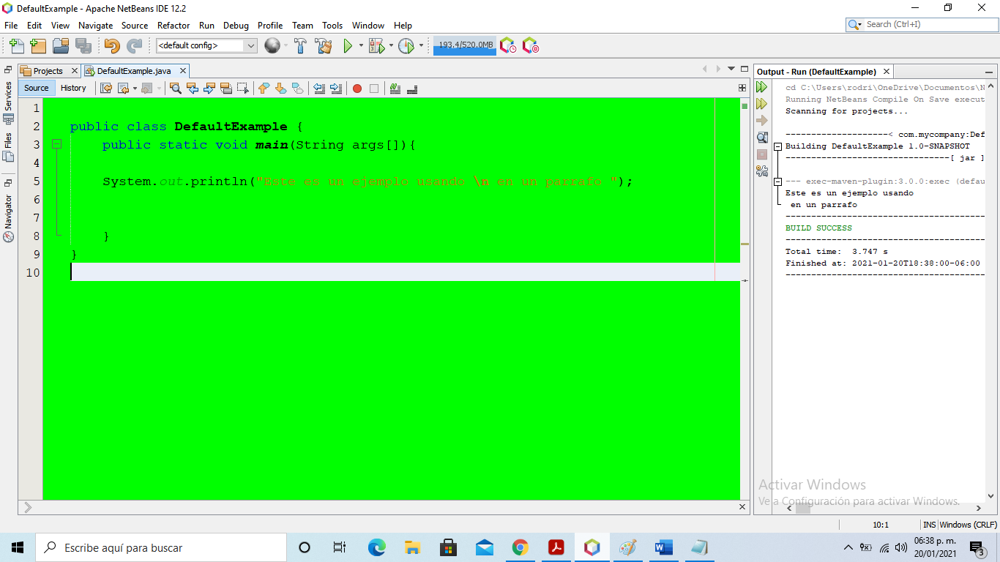 DefaultExample - Apache NetBeans IDE 12.2
File Edit View Navigate Source Refactor Run Debug Profile Team Tools Window Help
Search (Ctrl+I)
<default config>
193.4/520.0MB
Projects
DefaultExample.java
Source History
Services
Files
Navigator
1
2 public class DefaultExample {
3 public static void main(String args[]){
4
5 System.out.println("Este es un ejemplo usando \n en un parrafo ");
6
7
8 }
9 }
10
Output - Run (DefaultExample)
cd C:\Users\rodri\OneDrive\Documentos\N
Running NetBeans Compile On Save execut
Scanning for projects...
--------------------< com.mycompany:Def
Building DefaultExample 1.0-SNAPSHOT
--------------------------------[ jar ]
--- exec-maven-plugin:3.0.0:exec (defau
Este es un ejemplo usando
en un parrafo
---------------------------------------
BUILD SUCCESS
---------------------------------------
Total time: 3.747 s
Finished at: 2021-01-20T18:38:00-06:00
---------------------------------------
Activar Windows
Ve a Configuración para activar Windows.
10:1 INS Windows (CRLF)
Escribe aquí para buscar
06:38 p. m.
20/01/2021
3